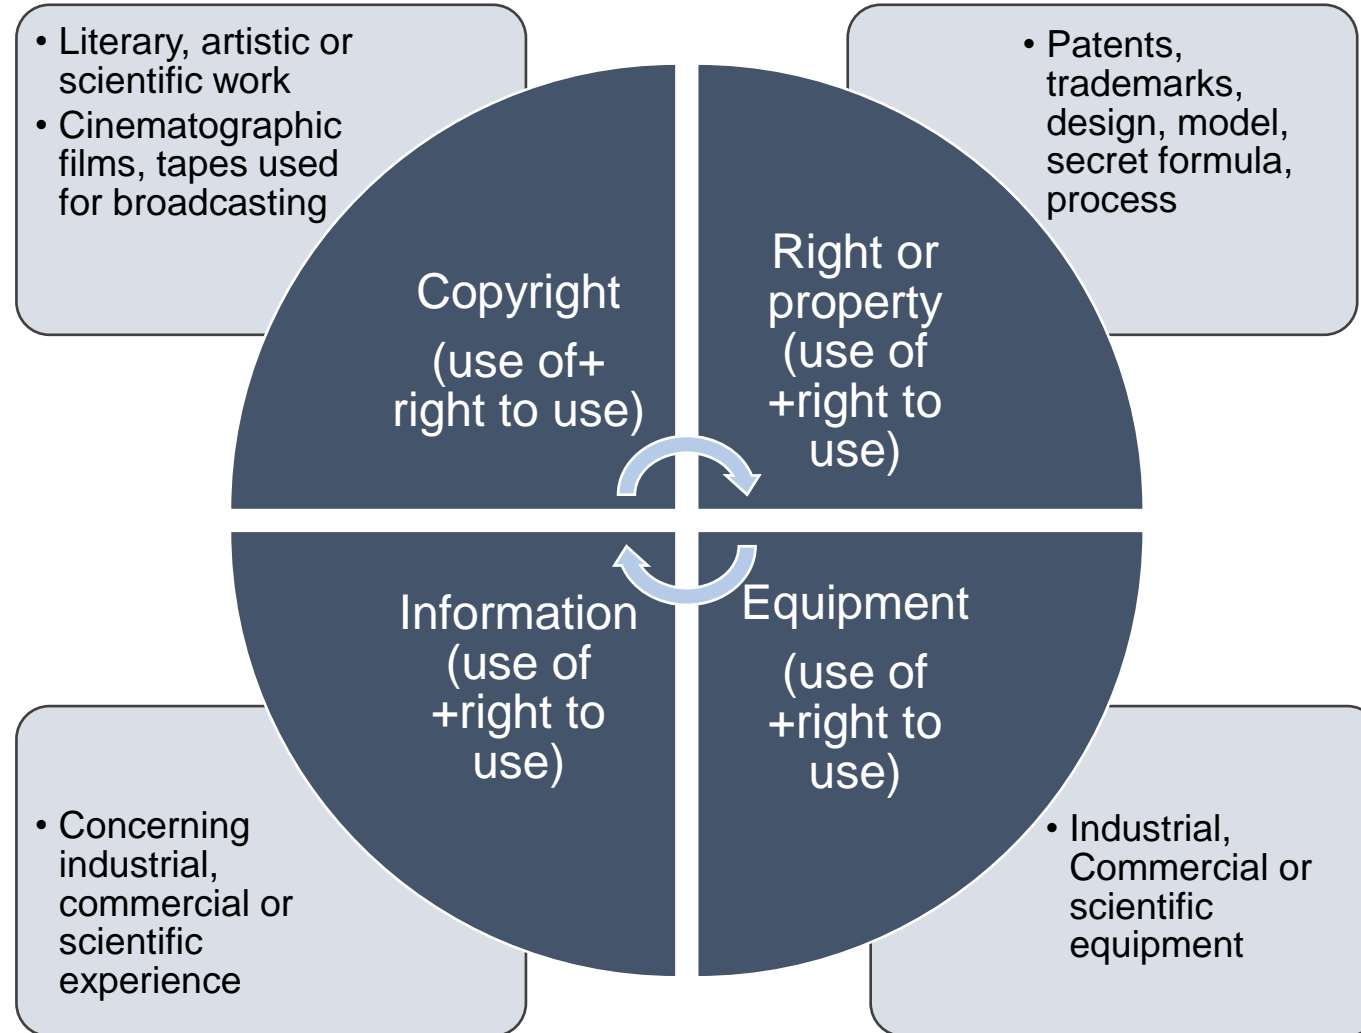 • Literary, artistic or
scientific work
• Cinematographic
films, tapes used
for broadcasting
• Patents,
trademarks,
design, model,
secret formula,
process
Copyright
(use of+
right to use)
Right or
property
(use of
+right to
use)
Information
(use of
+right to
use)
Equipment
(use of
+right to
use)
• Concerning
industrial,
commercial or
scientific
experience
• Industrial,
Commercial or
scientific
equipment